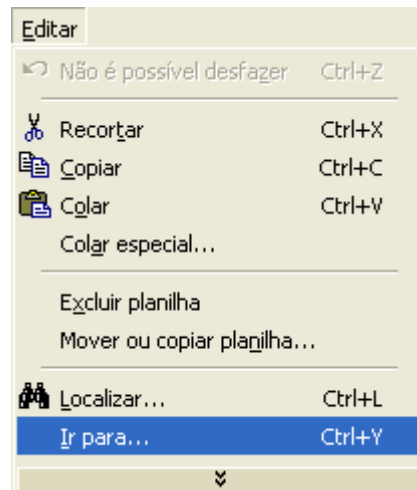 Editar
Não é possível desfazer Ctrl+Z
Recortar Ctrl+X
Copiar Ctrl+C
Colar Ctrl+V
Colar especial...
Excluir planilha
Mover ou copiar planilha...
Localizar... Ctrl+L
Ir para... Ctrl+Y